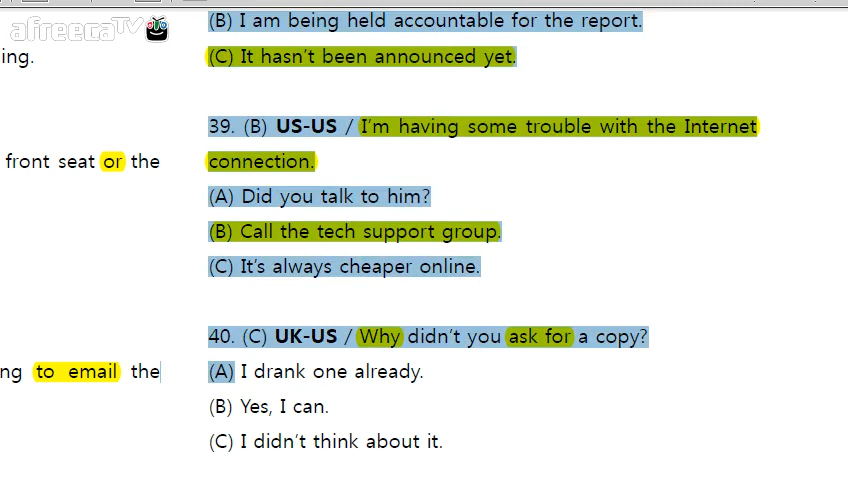 afreecaTV
(B) I am being held accountable for the report.
ing.
(C) It hasn't been announced yet.
39. (B) US-US / I'm having some trouble with the Internet
front seat or the
connection.
(A) Did you talk to him?
(B) Call the tech support group.
(C) It's always cheaper online.
40. (C) UK-US / Why didn't you ask for a copy?
ng to email the
(A) I drank one already.
(B) Yes, I can.
(C) I didn't think about it.